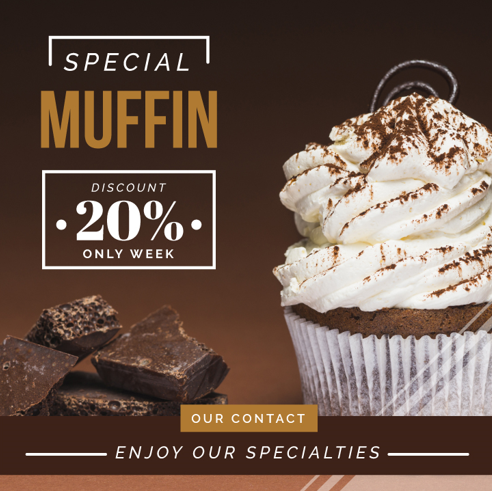 SPECIAL
MUFFIN
DISCOUNT
• 20% •
ONLY WEEK
OUR CONTACT
ENJOY OUR SPECIALTIES